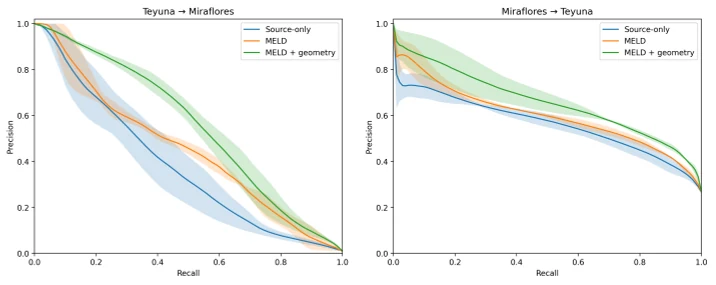 Teyuna → Miraflores
Precision
1.0
0.8
0.6
0.4
0.2
0.0
0.0 0.2 0.4 0.6 0.8 1.0
Recall
Source-only
MELD
MELD + geometry
Miraflores → Teyuna
Precision
1.0
0.8
0.6
0.4
0.2
0.0
0.0 0.2 0.4 0.6 0.8 1.0
Recall
Source-only
MELD
MELD + geometry